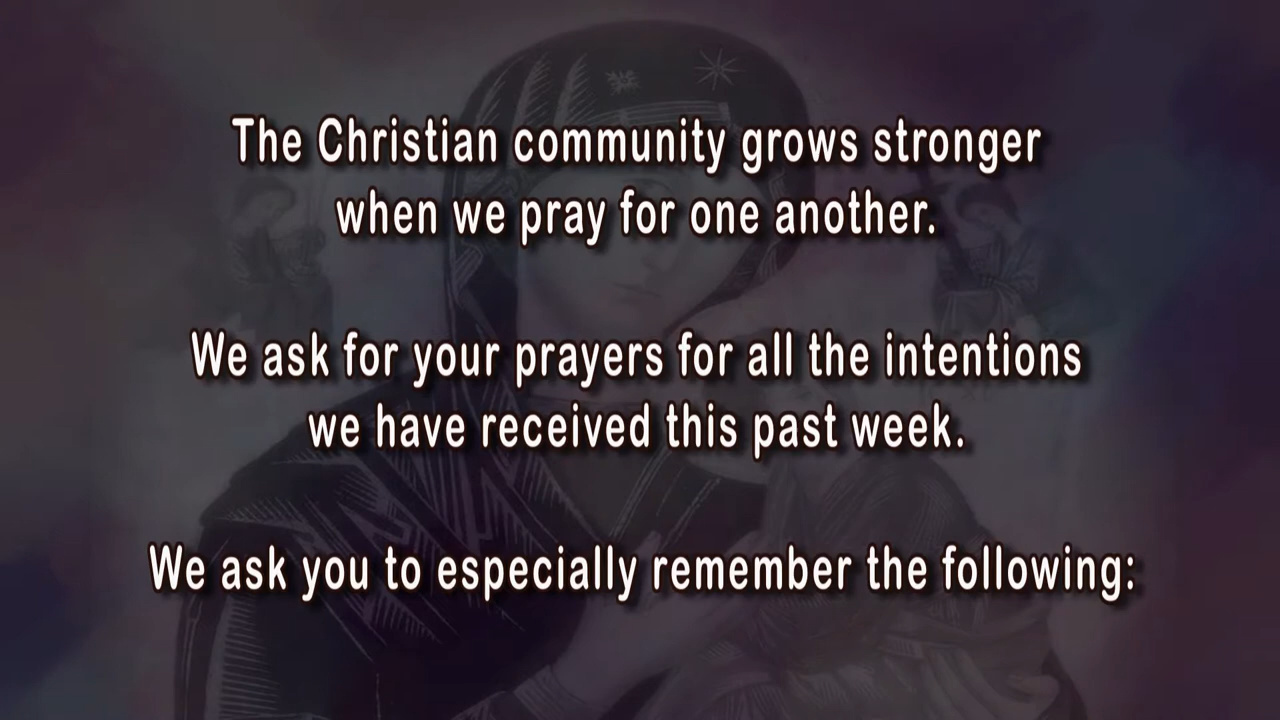 The Christian community grows stronger
when we pray for one another.
We ask for your prayers for all the intentions
we have received this past week.
We ask you to especially remember the following: